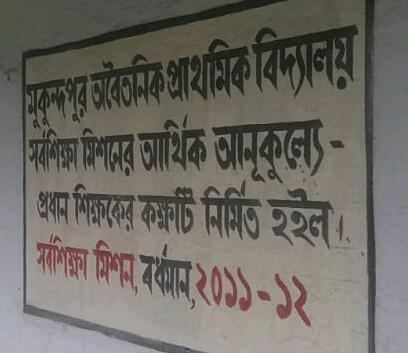 মুকুন্দপুর অবৈতনিক প্রাথমিক বিদ্যালয়
সর্বশিক্ষা মিশনের আর্থিক আনূকুল্যে -
প্রধান শিক্ষকের কক্ষটি নির্মিত হইল।
সর্বশিক্ষা মিশন, বর্ধমান, ২০১১ - ১২